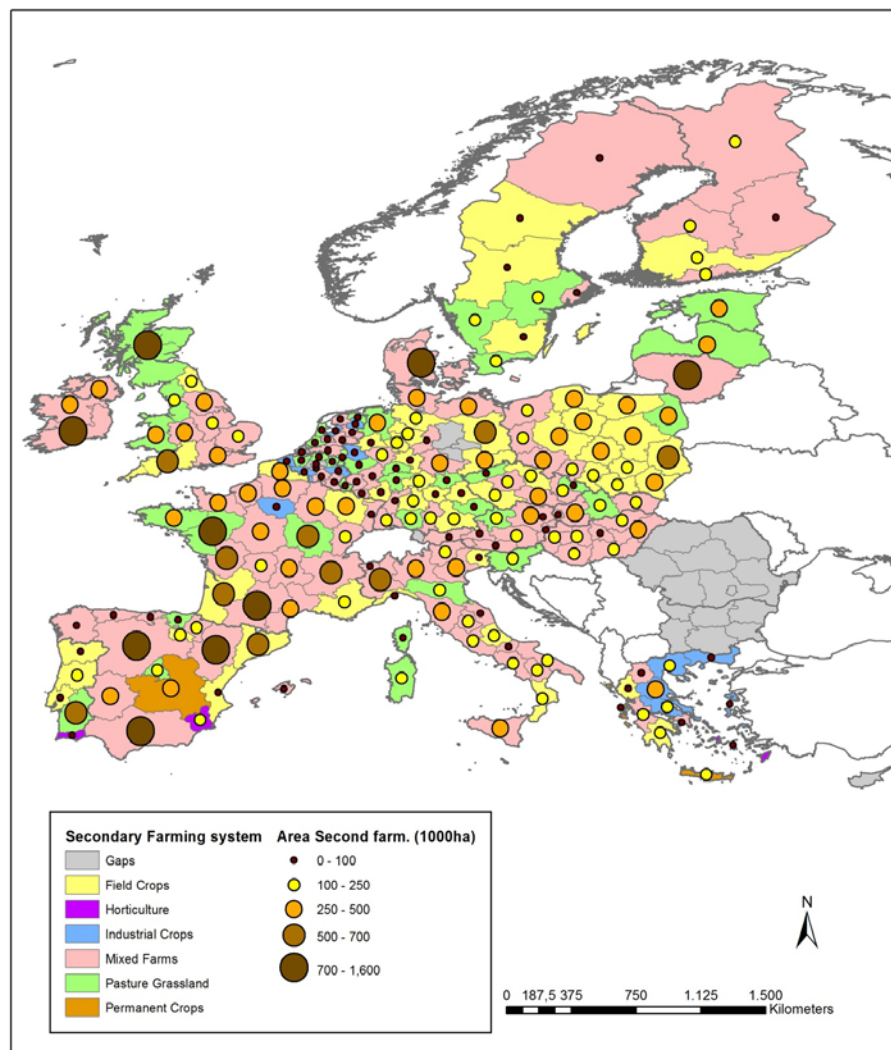 Secondary Farming system
Gaps
Field Crops
Horticulture
Industrial Crops
Mixed Farms
Pasture Grassland
Permanent Crops
Area Second farm. (1000ha)
0 - 100
100 - 250
250 - 500
500 - 700
700 - 1,600
N
0 187,5 375 750 1.125 1.500
Kilometers